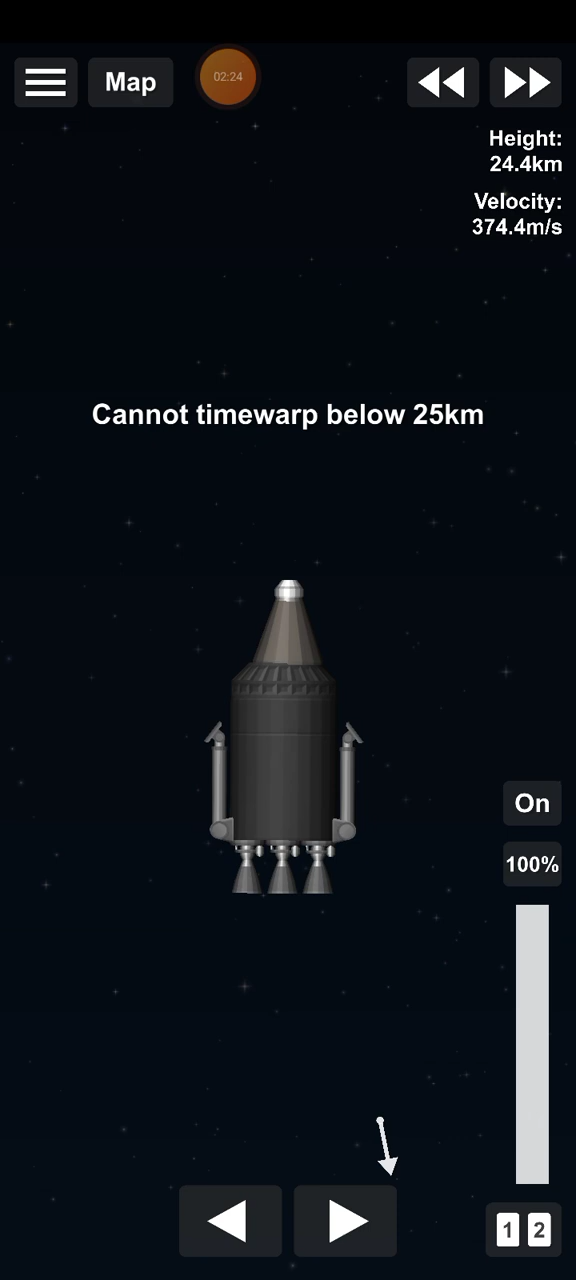 Map
02:24
Height:
24.4km
Velocity:
374.4m/s
Cannot timewarp below 25km
On
100%
1 2